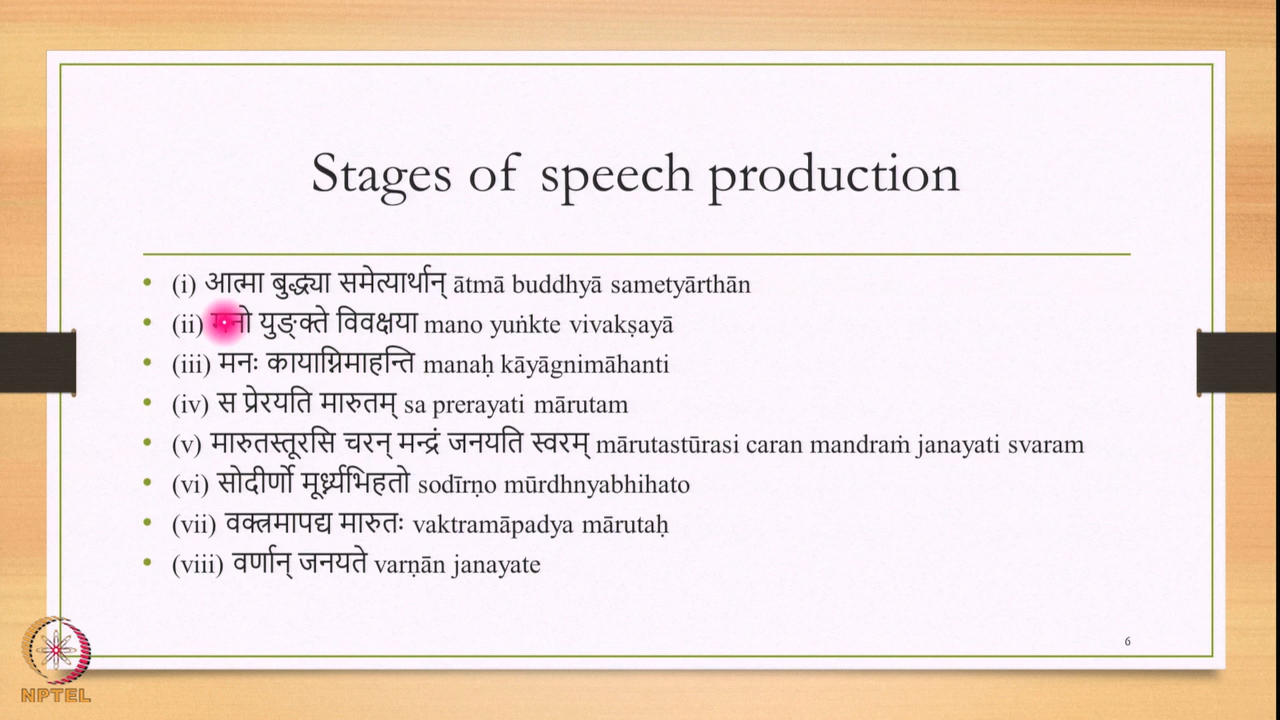 Stages of speech production
• (i) आत्मा बुद्ध्या समेत्यार्थान् ātmā buddhyā sametyārthān
• (ii) मनो युङ्क्ते विवक्षया mano yuṅkte vivakṣayā
• (iii) मनः कायाग्निमाहन्ति manaḥ kāyāgnimāhanti
• (iv) स प्रेरयति मारुतम् sa prerayati mārutam
• (v) मारुतस्तूरसि चरन् मन्द्रं जनयति स्वरम् mārutastūrasi caran mandraṁ janayati svaram
• (vi) सोदीर्णो मूर्ध्न्यभिहतो sodīrṇo mūrdhnyabhihato
• (vii) वक्त्रमापद्य मारुतः vaktramāpadya mārutaḥ
• (viii) वर्णान् जनयते varṇān janayate
6
NPTEL